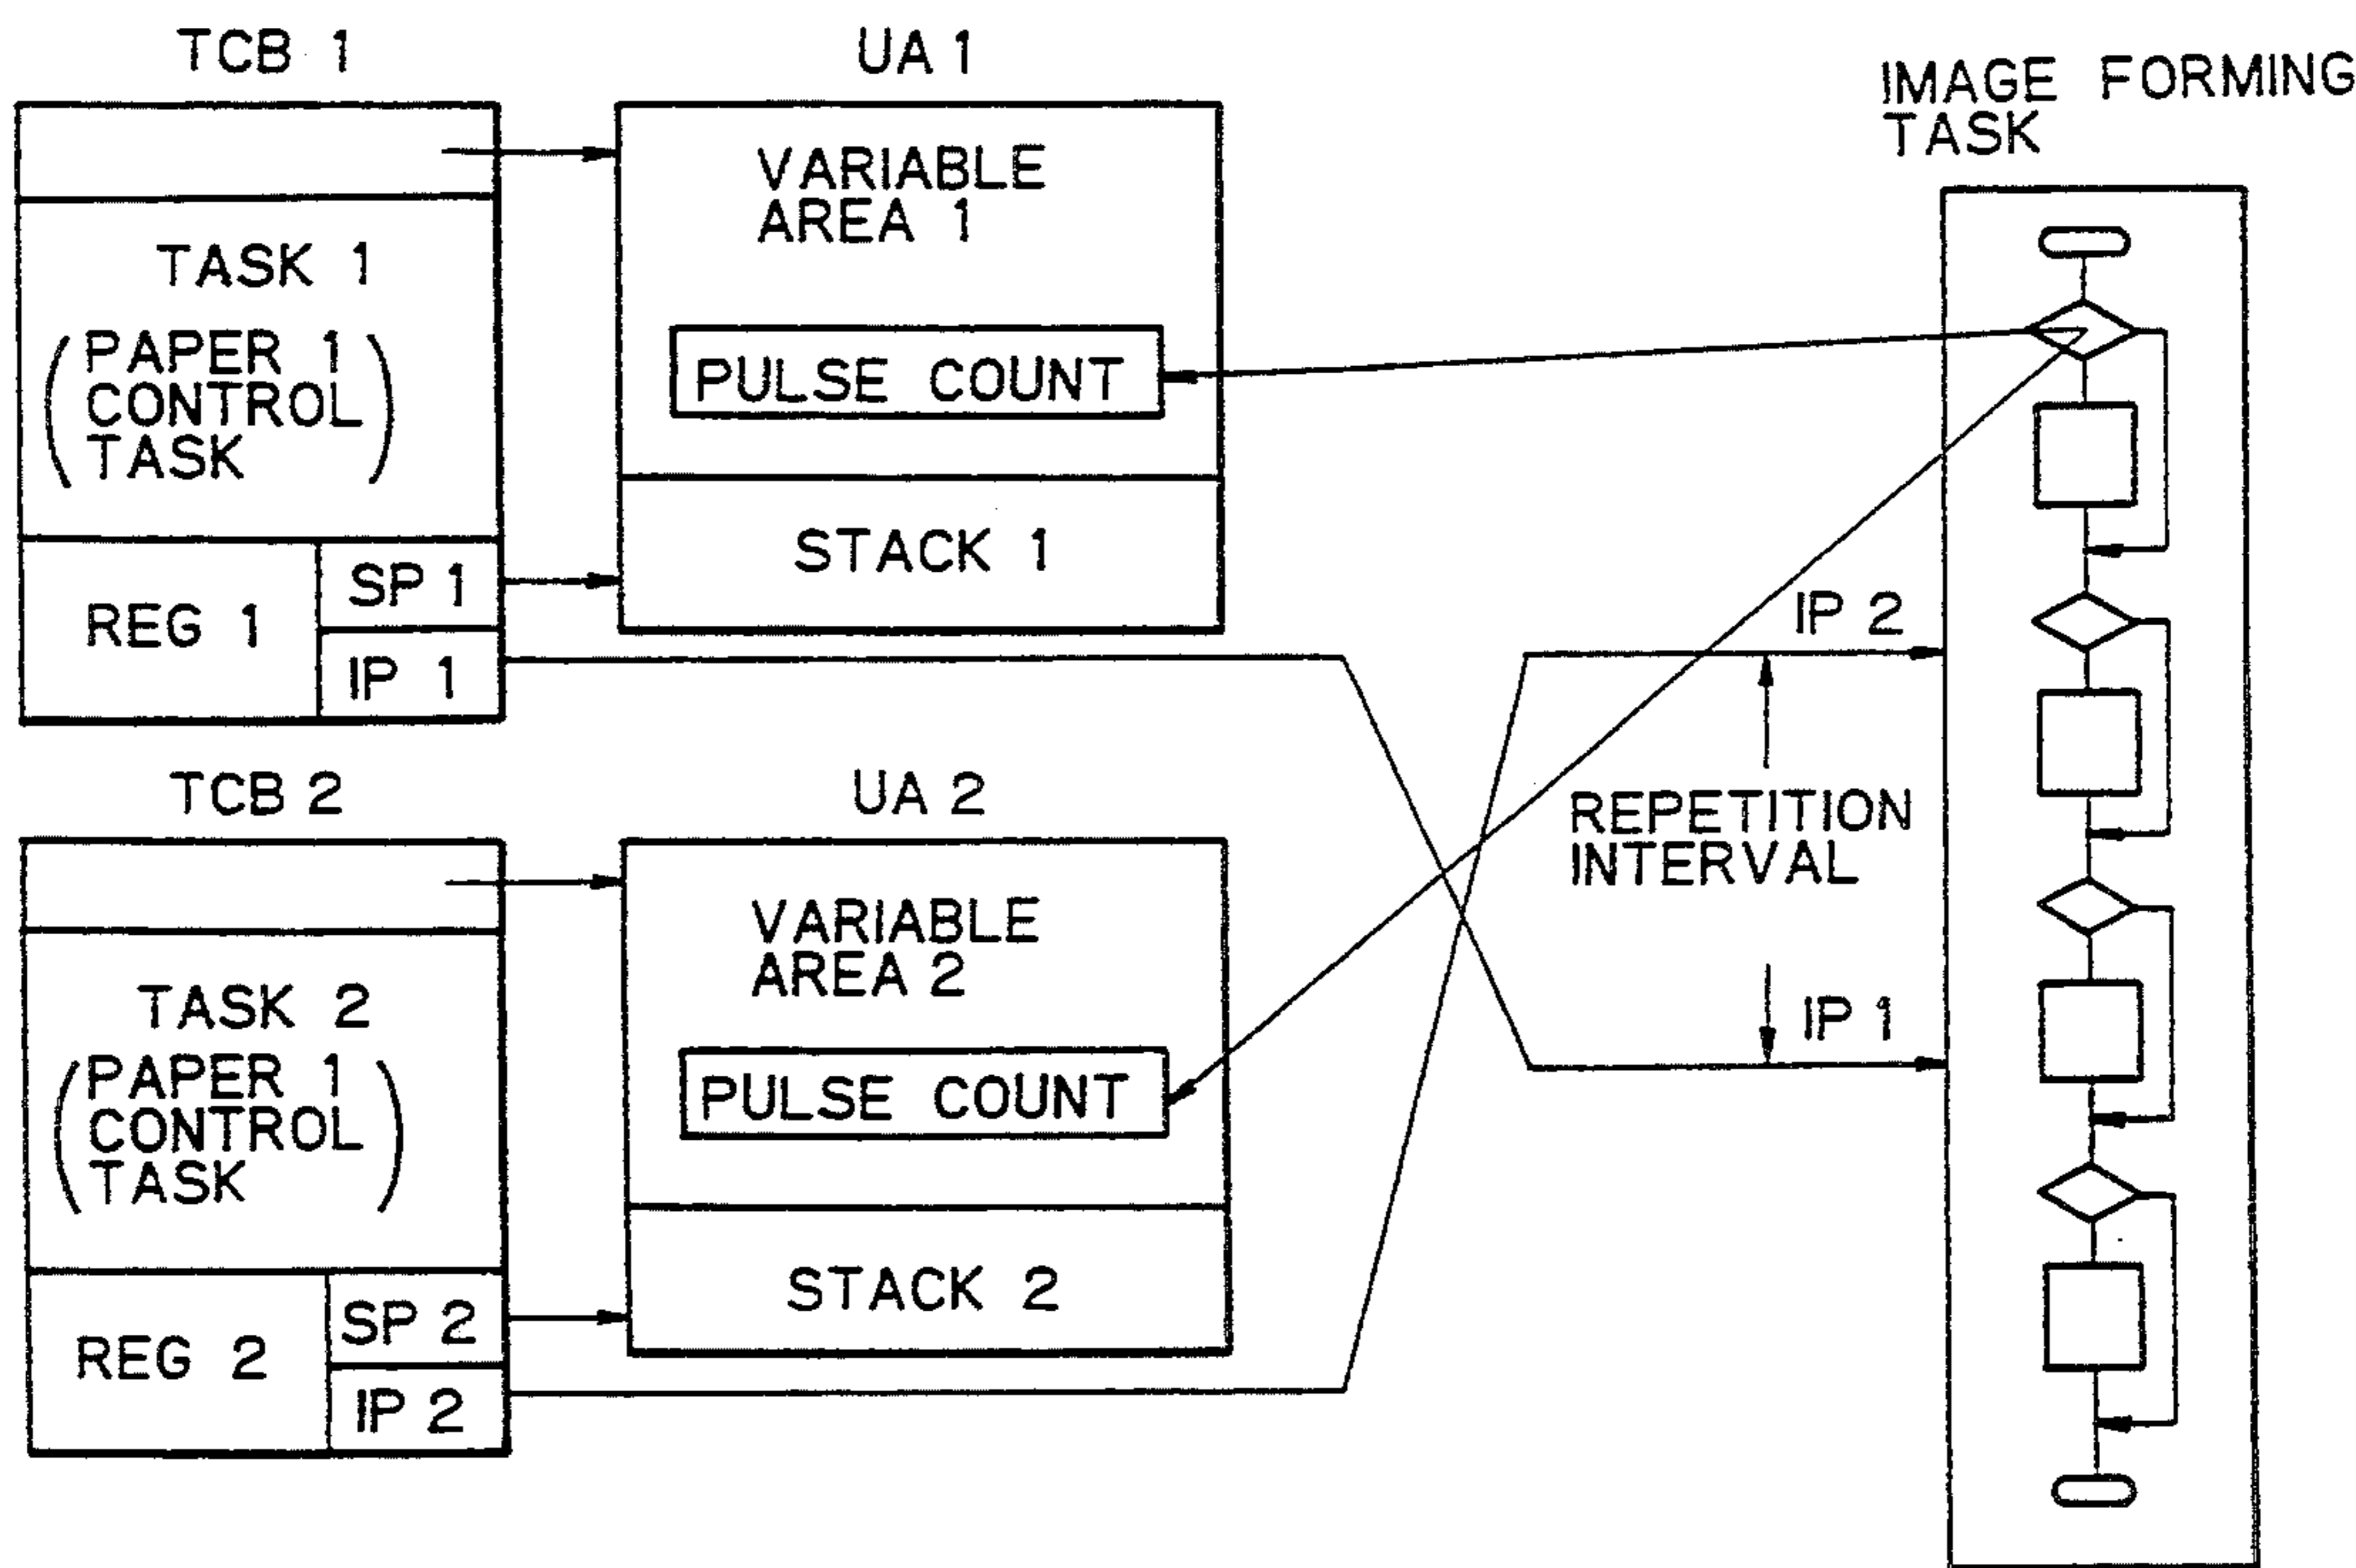 TCB 1
TASK 1
PAPER 1
CONTROL
TASK
REG 1
SP 1
IP 1
UA 1
VARIABLE
AREA 1
PULSE COUNT
STACK 1
TCB 2
TASK 2
PAPER 1
CONTROL
TASK
REG 2
SP 2
IP 2
UA 2
VARIABLE
AREA 2
PULSE COUNT
STACK 2
IP 2
REPETITION
INTERVAL
IP 1
IMAGE FORMING
TASK